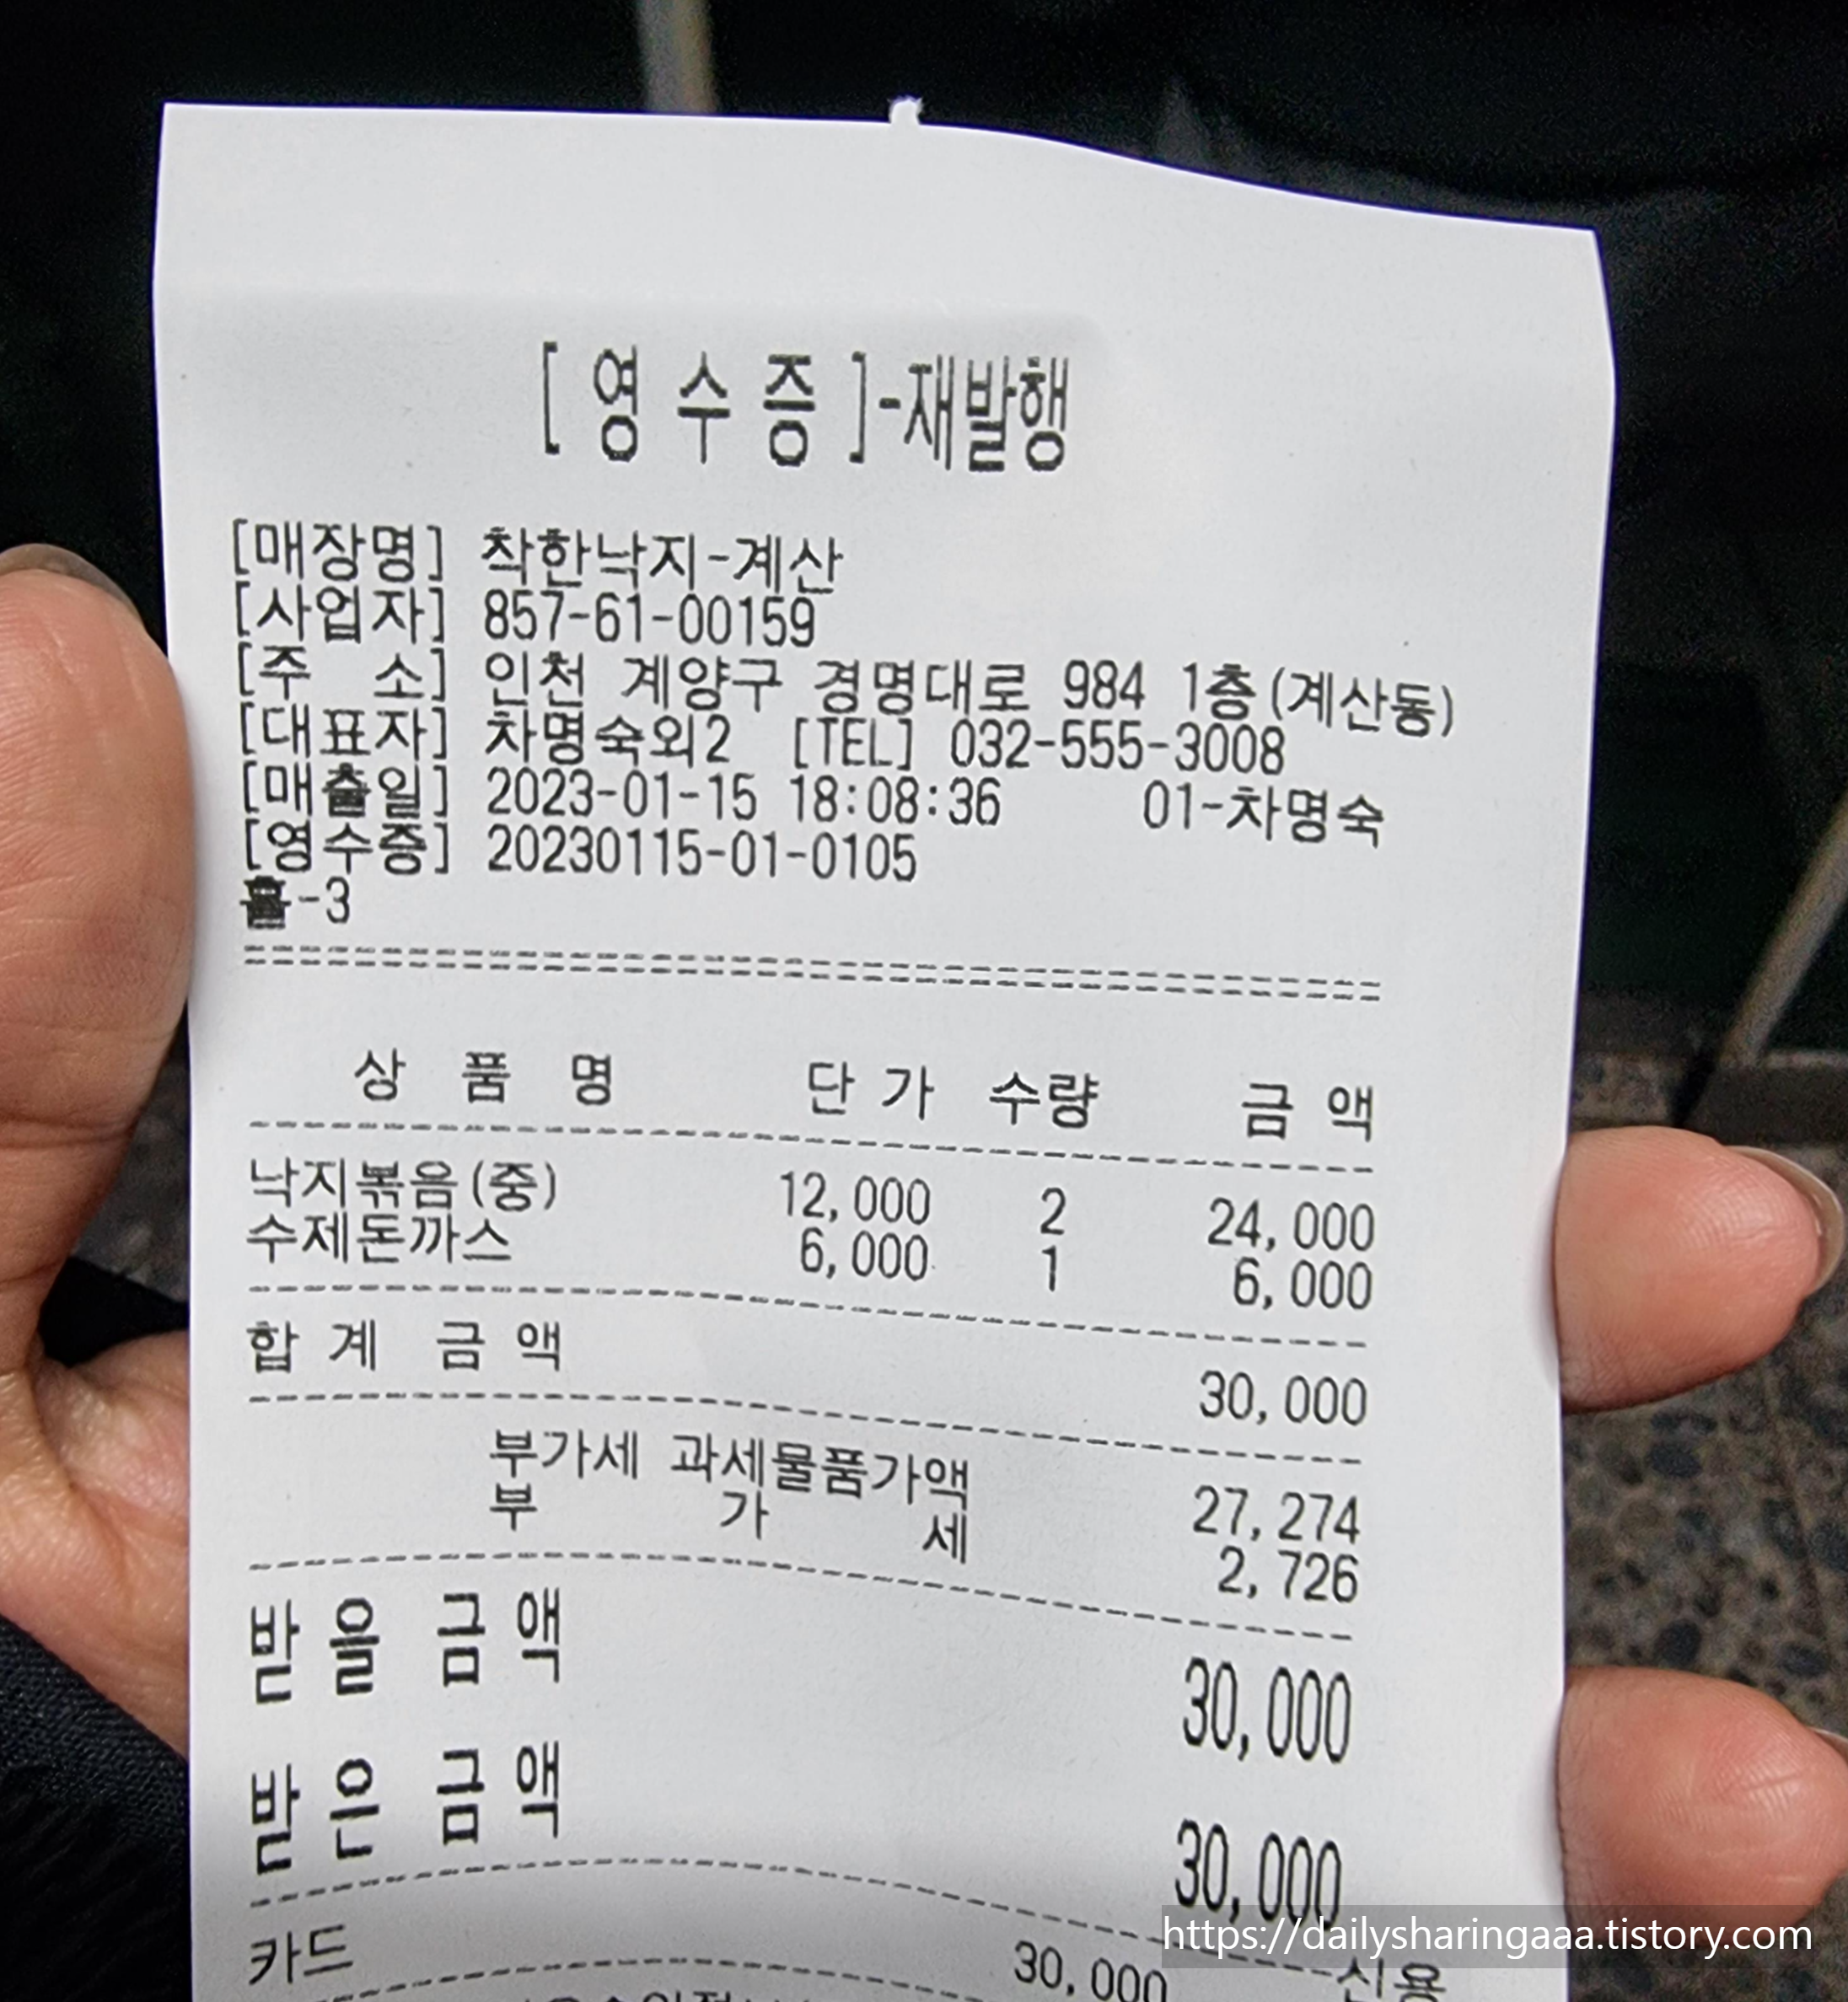 [ 영 수 증 ]-재발행
[매장명] 착한낙지-계산
[사업자] 857-61-00159
[주 소] 인천 계양구 경명대로 984 1층(계산동)
[대표자] 차명숙외2 [TEL] 032-555-3008
[매출일] 2023-01-15 18:08:36 01-차명숙
[영수증] 20230115-01-0105
홀-3
상 품 명 단 가 수량 금 액
낙지볶음(중) 12,000 2 24,000
수제돈까스 6,000 1 6,000
합 계 금 액 30,000
부가세 과세물품가액 27,274
부 가 세 2,726
받 을 금 액 30,000
받 은 금 액 30,000
카드 30,000 신용
https://dailysharingaaa.tistory.com